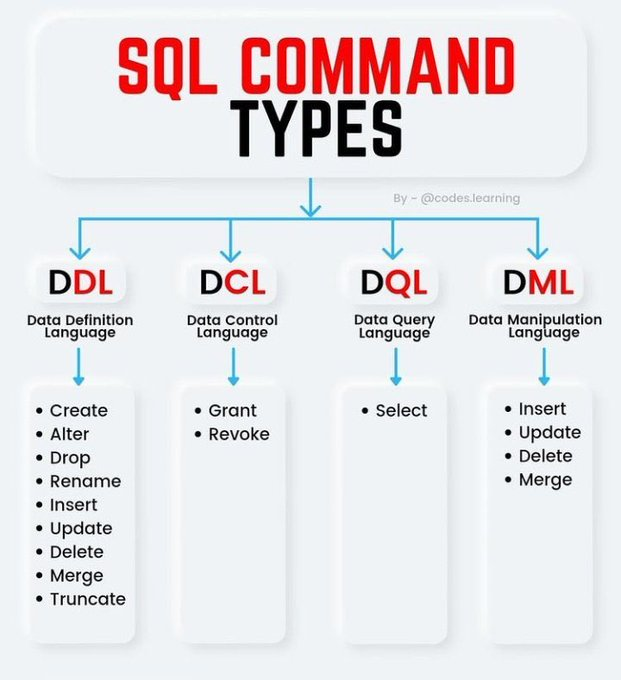 SQL COMMAND
TYPES
By - @codes.learning
DDL
Data Definition
Language
Create
Alter
Drop
Rename
Insert
Update
Delete
Merge
Truncate
DCL
Data Control
Language
Grant
Revoke
DQL
Data Query
Language
Select
DML
Data Manipulation
Language
Insert
Update
Delete
Merge